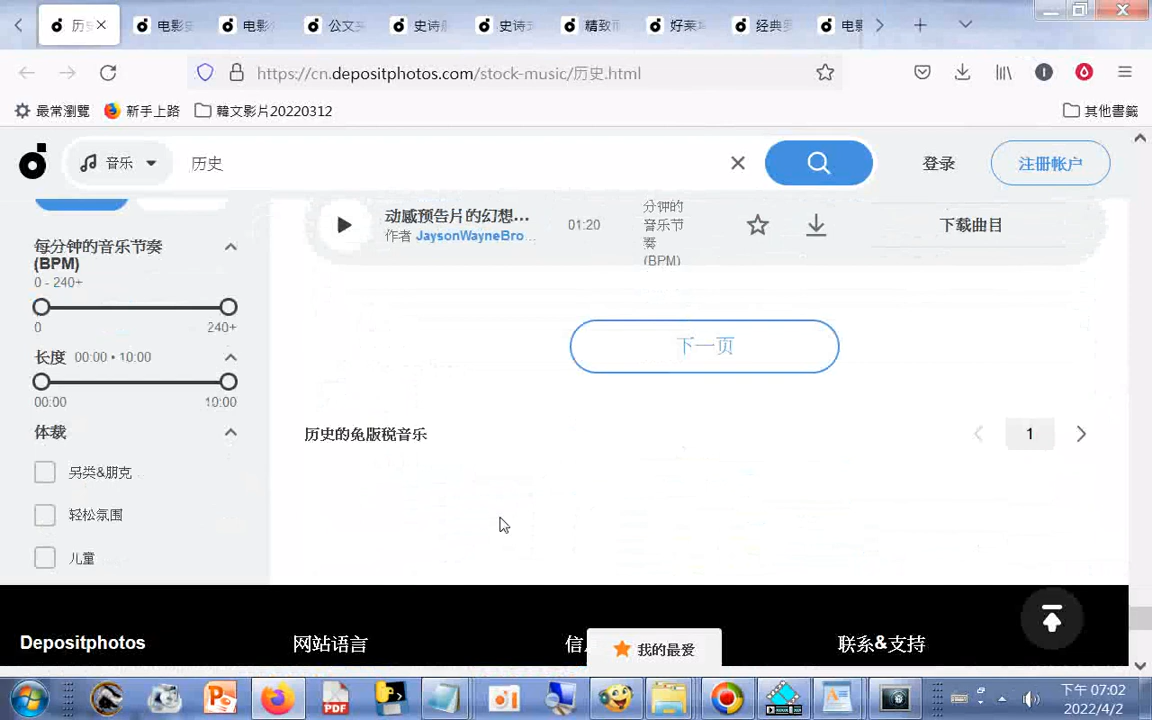 历
电影
电影
公文
史诗
史诗
精致
好莱
经典
电影
https://cn.depositphotos.com/stock-music/历史.html
最常瀏覽
新手上路
韓文影片20220312
其他書籤
音乐
历史
登录
注册帐户
每分钟的音乐节奏
(BPM)
0 - 240+
0
240+
长度 00:00 • 10:00
00:00
10:00
体裁
另类&朋克
轻松氛围
儿童
动感预告片的幻想...
作者 JaysonWayneBro...
01:20
分钟的
音乐节
奏
(BPM)
下载曲目
下一页
历史的免版税音乐
1
Depositphotos
网站语言
信
联系&支持
我的最爱
下午 07:02
2022/4/2